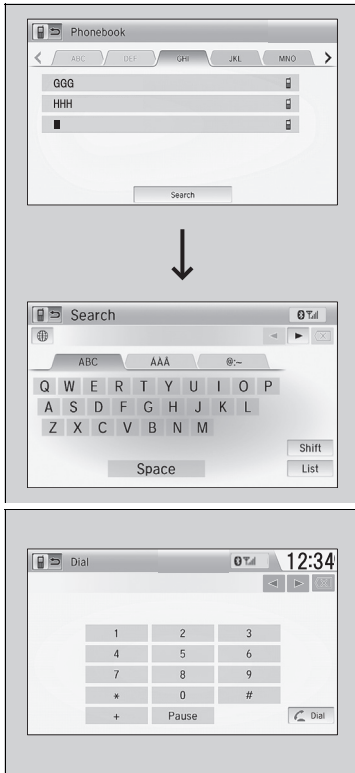 Phonebook
ABC DEF GHI JKL MNO
GGG
HHH
Search
Search
ABC ÀÁÂ @:~
Q W E R T Y U I O P
A S D F G H J K L
Z X C V B N M
Shift
Space List
Dial 12:34
1 2 3
4 5 6
7 8 9
* 0 #
+ Pause Dial